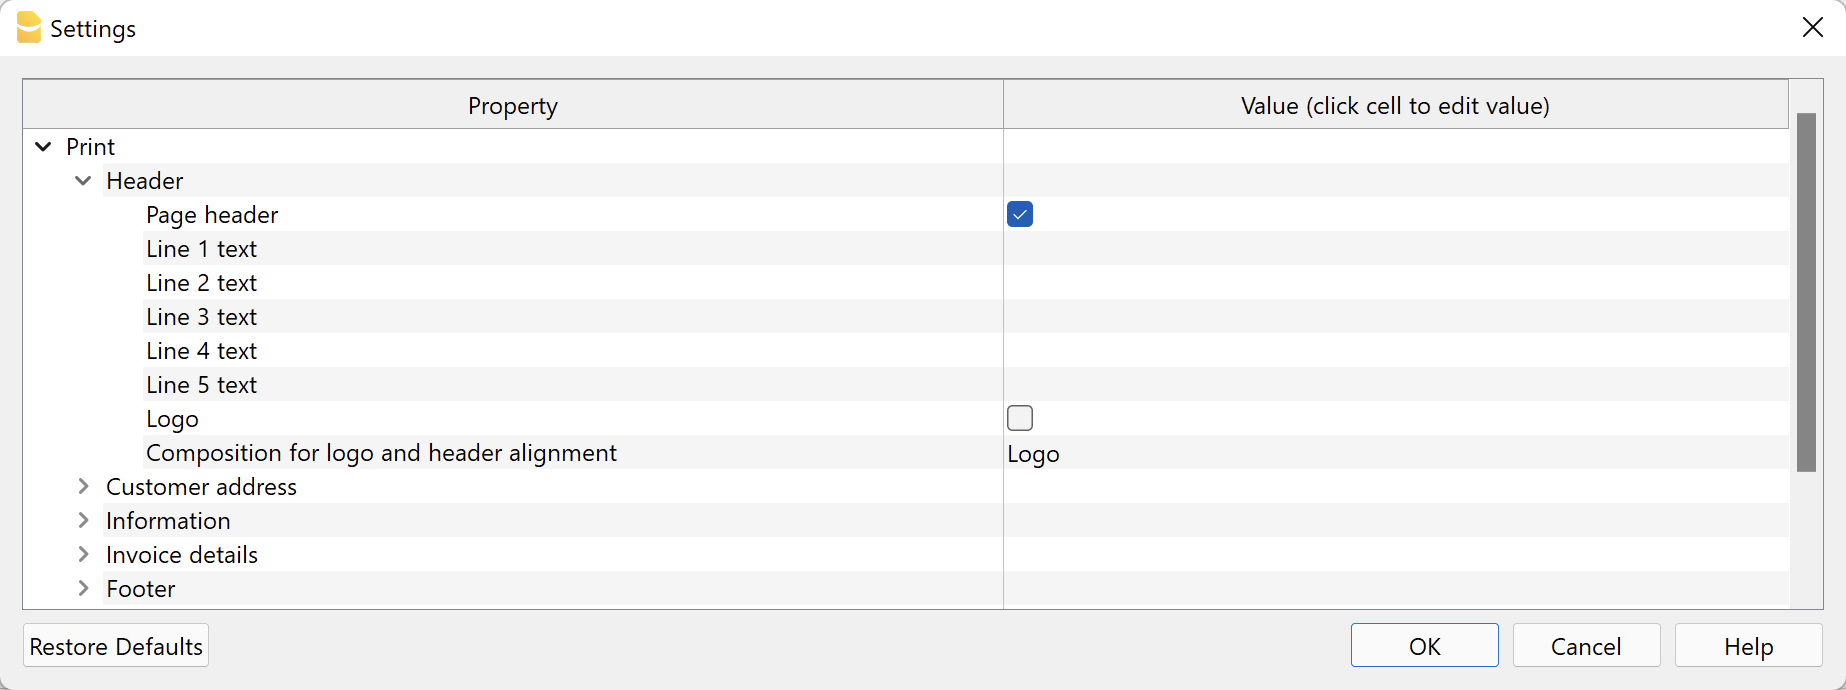 Settings
Property
Value (click cell to edit value)
Print
Header
Page header
Line 1 text
Line 2 text
Line 3 text
Line 4 text
Line 5 text
Logo
Composition for logo and header alignment
Logo
Customer address
Information
Invoice details
Footer
Restore Defaults
OK
Cancel
Help